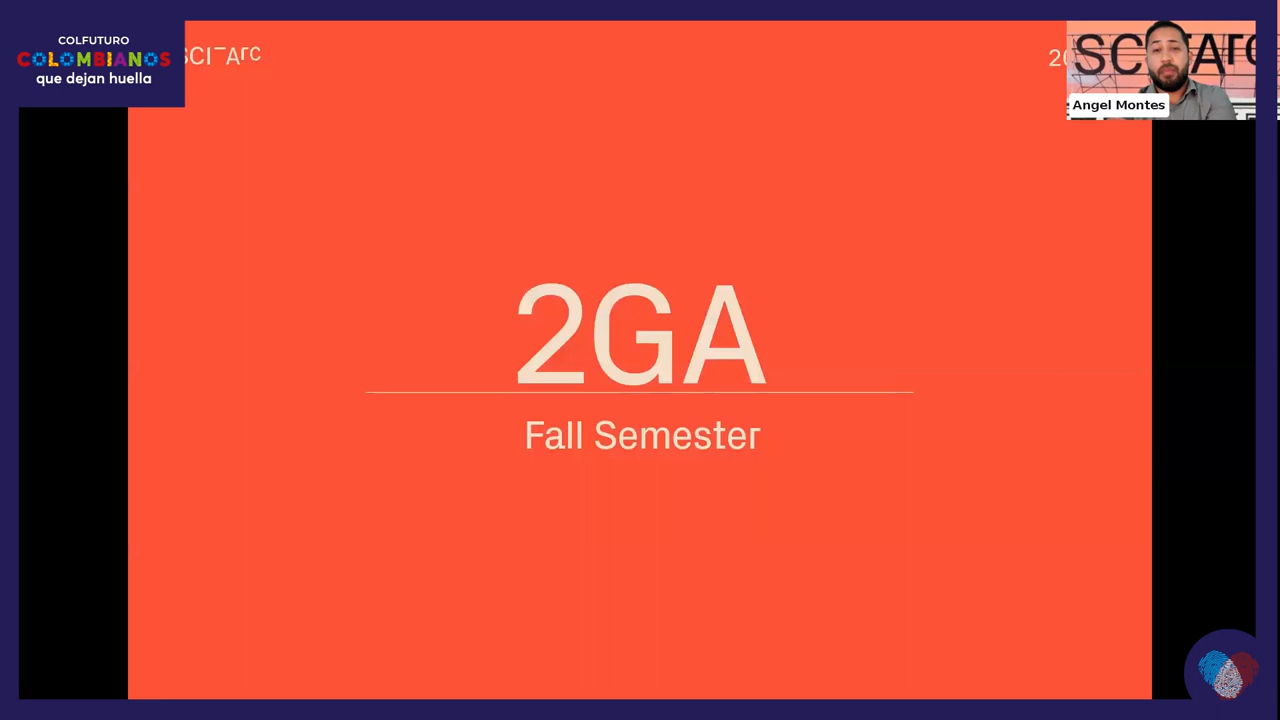 COLFUTURO
COLOMBIANOS
que dejan huella
SCI-Arc
Angel Montes
2GA
Fall Semester